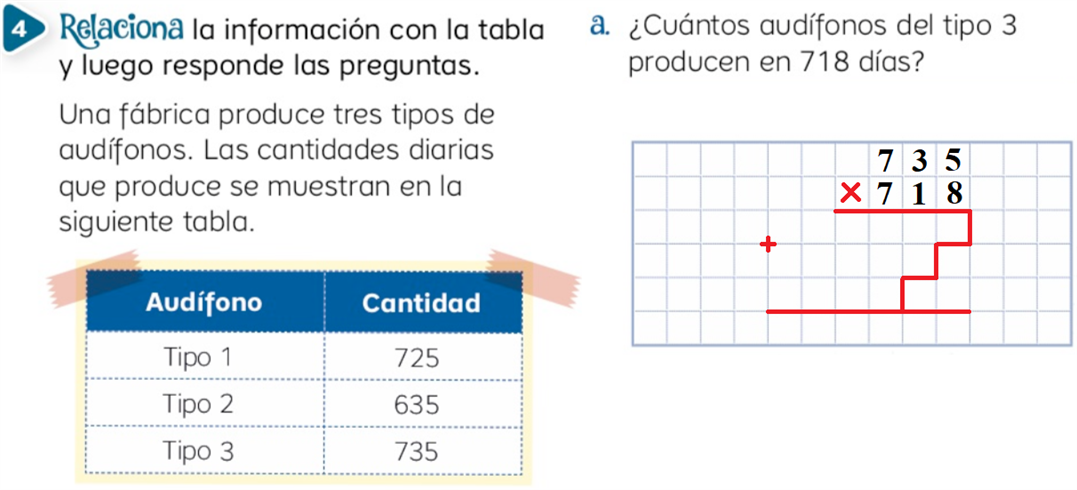 4 Relaciona la información con la tabla
y luego responde las preguntas.
Una fábrica produce tres tipos de
audífonos. Las cantidades diarias
que produce se muestran en la
siguiente tabla.
Audífono Cantidad
Tipo 1 725
Tipo 2 635
Tipo 3 735
a. ¿Cuántos audífonos del tipo 3
producen en 718 días?
7 3 5
× 7 1 8
+